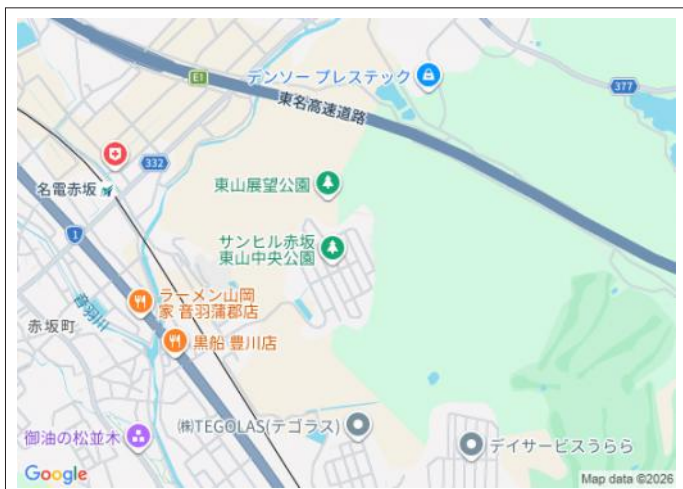 デンソー プレステック
E1
東名高速道路
377
332
東山展望公園
名電赤坂
サンヒル赤坂
東山中央公園
1
ラーメン山岡
家 音羽蒲郡店
音羽川
赤坂町
黒船 豊川店
㈱TEGOLAS(テゴラス)
御油の松並木
デイサービスうらら
Google
Map data ©2026